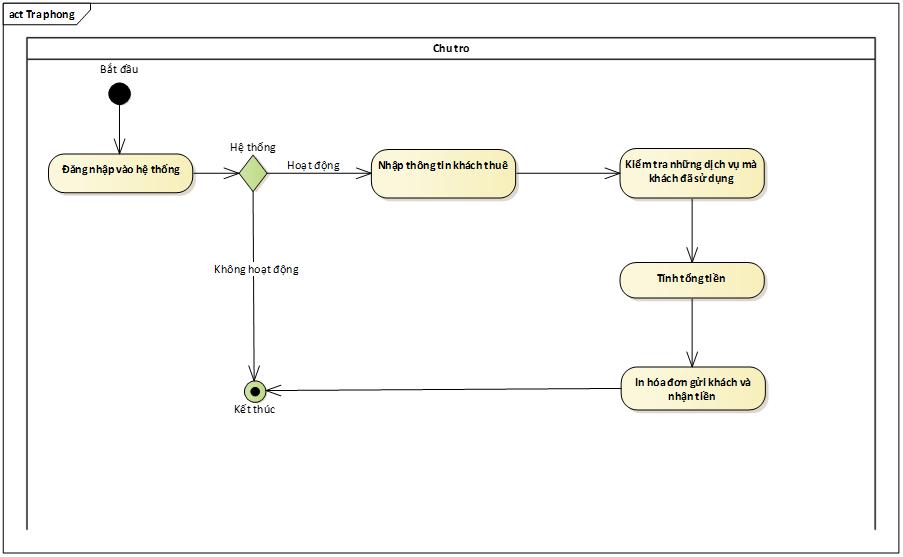 act Traphong
Chu tro
Bắt đầu
Đăng nhập vào hệ thống
Hệ thống
Hoạt động
Nhập thông tin khách thuê
Kiểm tra những dịch vụ mà
khách đã sử dụng
Không hoạt động
Tính tổng tiền
In hóa đơn gửi khách và
nhận tiền
Kết thúc